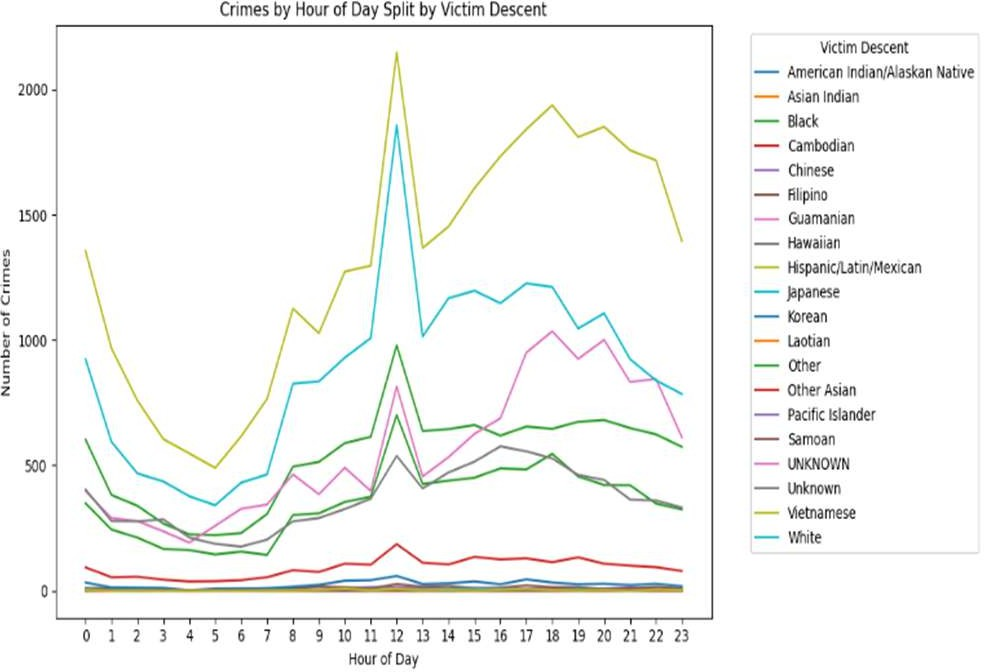 Crimes by Hour of Day Split by Victim Descent
Number of Crimes
2000
1500
1000
500
0
0 1 2 3 4 5 6 7 8 9 10 11 12 13 14 15 16 17 18 19 20 21 22 23
Hour of Day
Victim Descent
American Indian/Alaskan Native
Asian Indian
Black
Cambodian
Chinese
Filipino
Guamanian
Hawaiian
Hispanic/Latin/Mexican
Japanese
Korean
Laotian
Other
Other Asian
Pacific Islander
Samoan
UNKNOWN
Unknown
Vietnamese
White